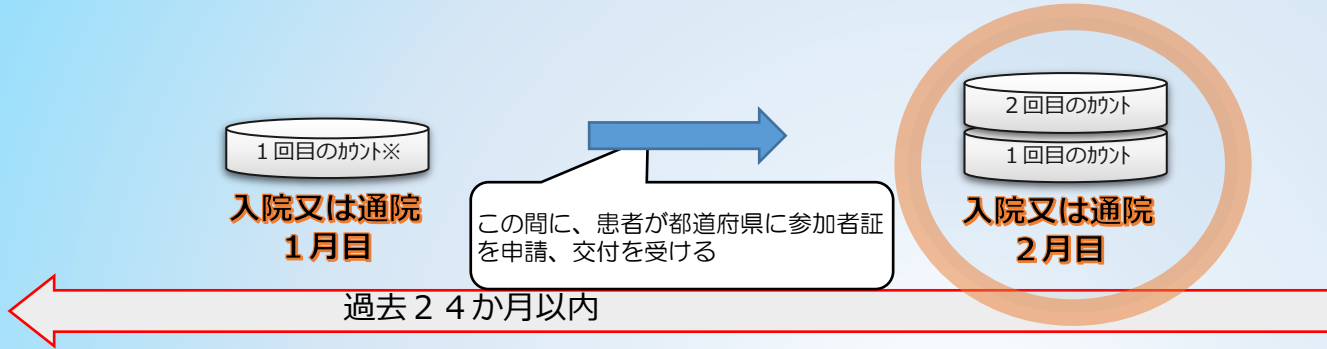 1回目のｶｳﾝﾄ※
入院又は通院
１月目
この間に、患者が都道府県に参加者証
を申請、交付を受ける
２回目のｶｳﾝﾄ
１回目のｶｳﾝﾄ
入院又は通院
２月目
過去２４か月以内